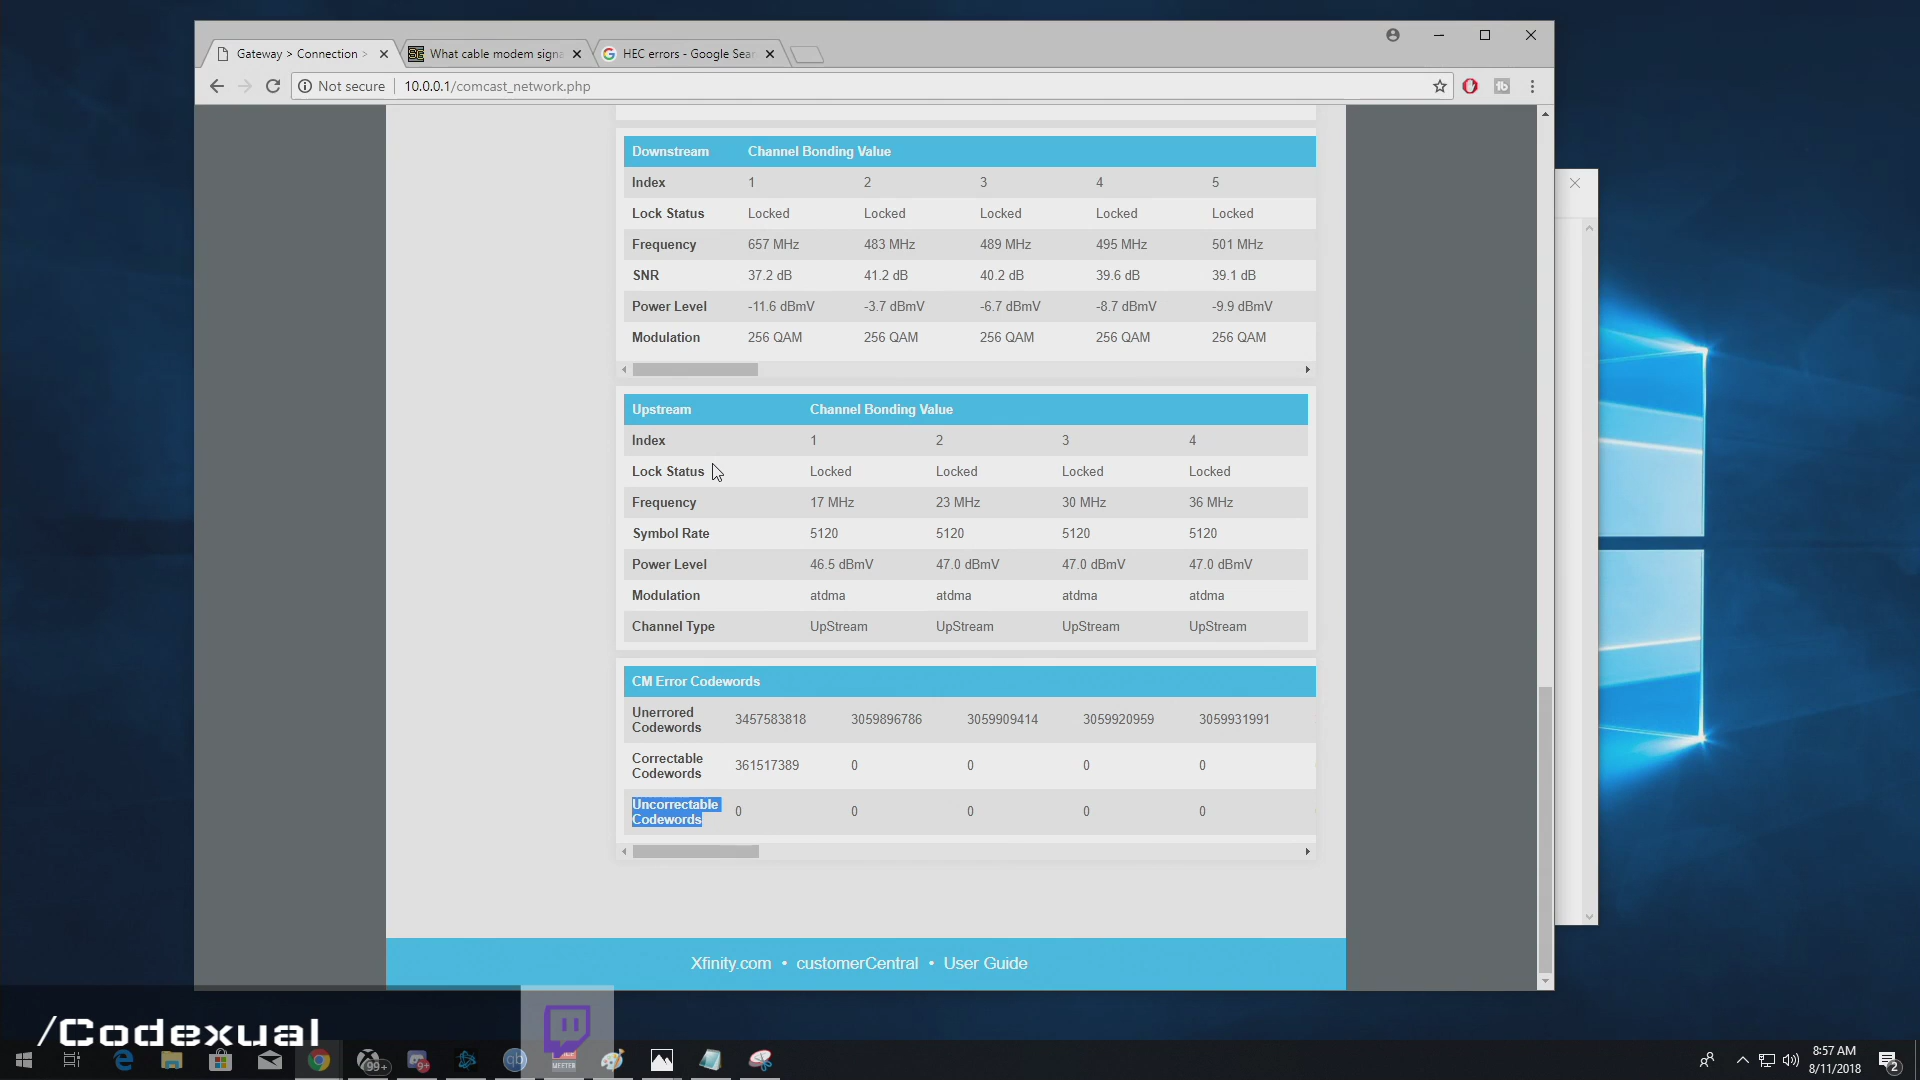 Gateway > Connection >
What cable modem signa
HEC errors - Google Sear
Not secure
10.0.0.1/comcast_network.php
Downstream Channel Bonding Value
Index 1 2 3 4 5
Lock Status Locked Locked Locked Locked Locked
Frequency 657 MHz 483 MHz 489 MHz 495 MHz 501 MHz
SNR 37.2 dB 41.2 dB 40.2 dB 39.6 dB 39.1 dB
Power Level -11.6 dBmV -3.7 dBmV -6.7 dBmV -8.7 dBmV -9.9 dBmV
Modulation 256 QAM 256 QAM 256 QAM 256 QAM 256 QAM
Upstream Channel Bonding Value
Index 1 2 3 4
Lock Status Locked Locked Locked Locked
Frequency 17 MHz 23 MHz 30 MHz 36 MHz
Symbol Rate 5120 5120 5120 5120
Power Level 46.5 dBmV 47.0 dBmV 47.0 dBmV 47.0 dBmV
Modulation atdma atdma atdma atdma
Channel Type UpStream UpStream UpStream UpStream
CM Error Codewords
Unerrored
Codewords 3457583818 3059896786 3059909414 3059920959 3059931991
Correctable
Codewords 361517389 0 0 0 0
Uncorrectable
Codewords 0 0 0 0 0
Xfinity.com • customerCentral • User Guide
/Codexual
99+
9+
qb
8:57 AM
8/11/2018
2